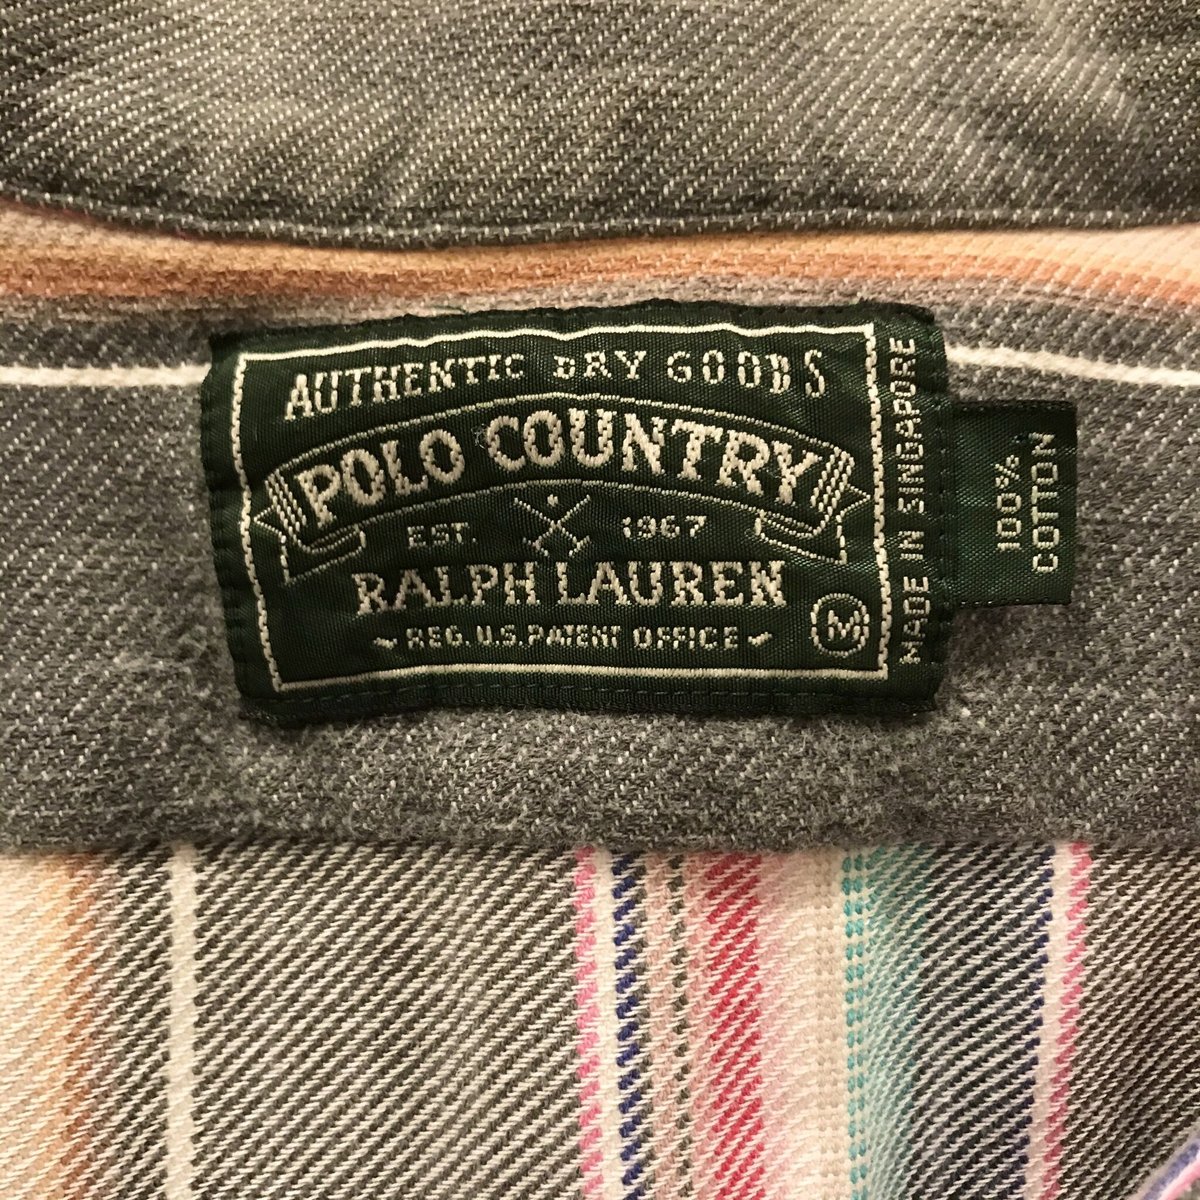 AUTHENTIC DRY GOODS
POLO COUNTRY
EST. 1967
RALPH LAUREN
REG. U.S. PATENT OFFICE
M
MADE IN SINGAPORE
100%
COTTON